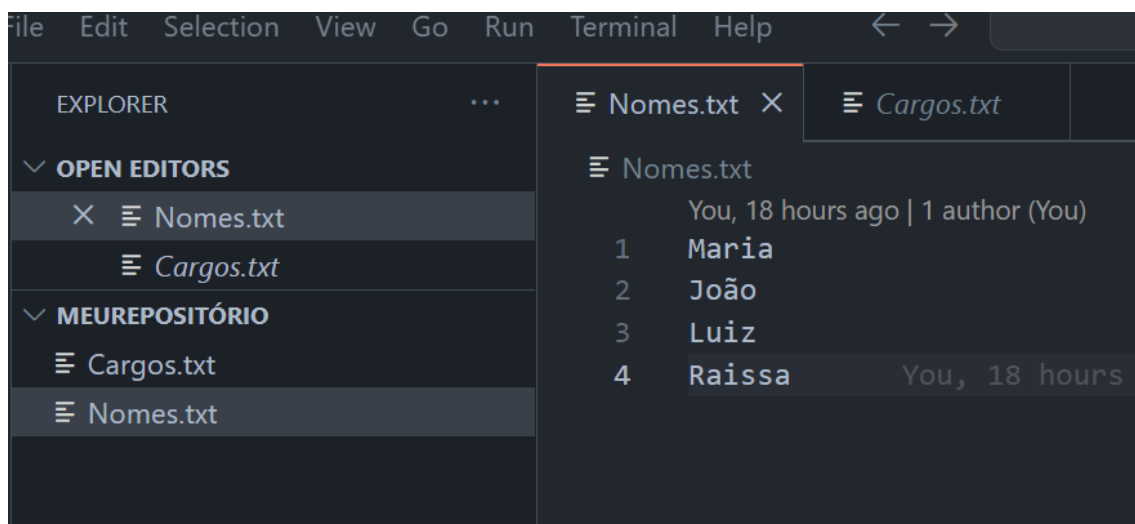 File Edit Selection View Go Run Terminal Help
EXPLORER
OPEN EDITORS
Nomes.txt
Cargos.txt
MEUREPOSITÓRIO
Cargos.txt
Nomes.txt
Nomes.txt Cargos.txt
Nomes.txt
You, 18 hours ago | 1 author (You)
1 Maria
2 João
3 Luiz
4 Raissa You, 18 hours